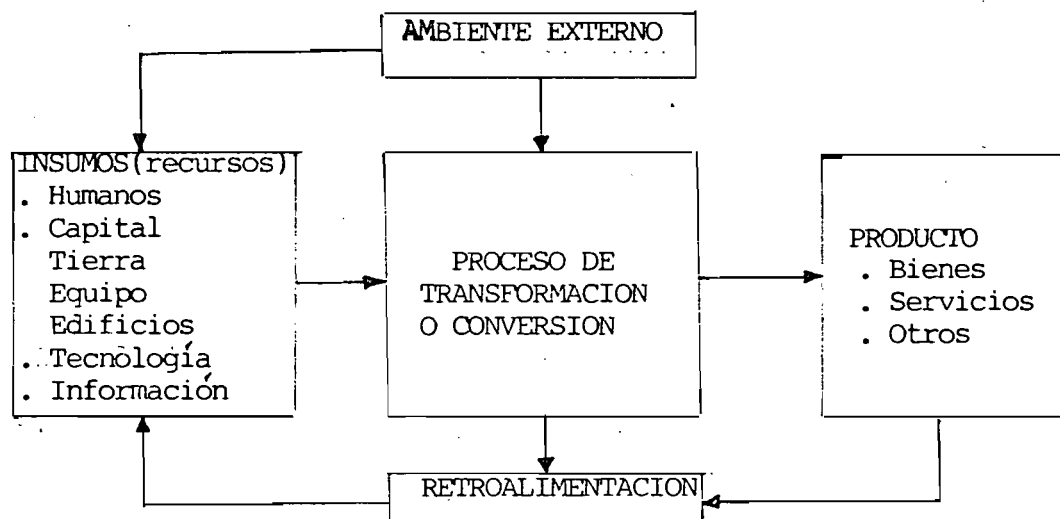 AMBIENTE EXTERNO
INSUMOS(recursos)
. Humanos
. Capital
Tierra
Equipo
Edificios
. Tecnología
. Información
PROCESO DE
TRANSFORMACION
O CONVERSION
PRODUCTO
. Bienes
. Servicios
. Otros
RETROALIMENTACION